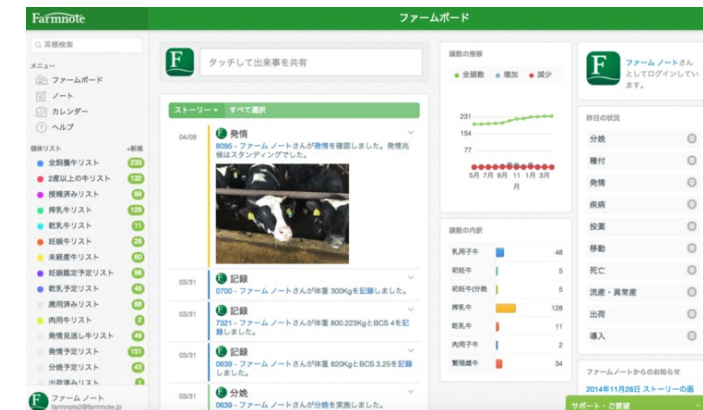 Farmnote
ファームボード
耳標検索
メニュー
ファームボード
ノート
カレンダー
ヘルプ
個体リスト
+新規
全飼養牛リスト 233
2産以上の牛リスト 132
授精済みリスト 99
搾乳牛リスト 128
乾乳牛リスト 11
妊娠牛リスト 28
未経産牛リスト 60
妊娠鑑定予定リスト
乾乳予定リスト
廃用済みリスト
肉用牛リスト 2
発情見逃し牛リスト
発情予定リスト 151
分娩予定リスト
出荷済みリスト
ファーム ノート
farmnote2@farmnote.jp
タッチして出来事を共有
ストーリー すべて選択
04/09
発情
8095 - ファーム ノートさんが発情を確認しました。発情兆
候はスタンディングでした。
03/31
記録
0700 - ファーム ノートさんが体重 300Kgを記録しました。
03/31
記録
7321 - ファーム ノートさんが体重 800.223KgとBCS 4を記
録しました。
03/31
記録
0639 - ファーム ノートさんが体重 820KgとBCS 3.25を記録
しました。
03/31
分娩
0639 - ファーム ノートさんが分娩を実施しました。
頭数の推移
全頭数 増加 減少
231
154
77
5月 7月 9月 11 1月 3月
月
頭数の内訳
乳用子牛 48
初妊牛 5
初妊牛(分娩 5
搾乳牛 128
乾乳牛 11
肉用子牛 2
繁殖雌牛 34
ファーム ノートさん
としてログインしてい
ます。
昨日の状況
分娩 0
種付 0
発情 0
疾病 0
投薬 0
移動 0
死亡 0
流産・異常産 0
出荷 0
導入 0
ファームノートからのお知らせ
2014年11月28日 ストーリーの画
サポート・ご要望